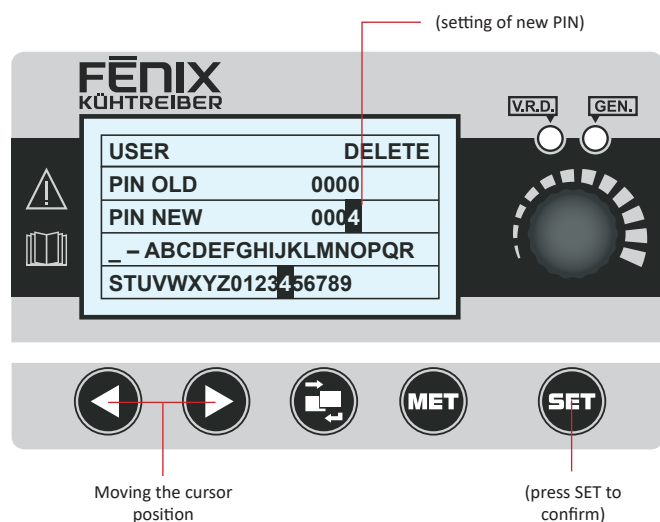 (setting of new PIN)
FĒNIX
KÜHTREIBER
V.R.D.
GEN.
USER DELETE
PIN OLD 0000
PIN NEW 0004
_ – ABCDEFGHIJKLMNOPQR
STUVWXYZ0123456789
MET
SET
Moving the cursor
position
(press SET to
confirm)